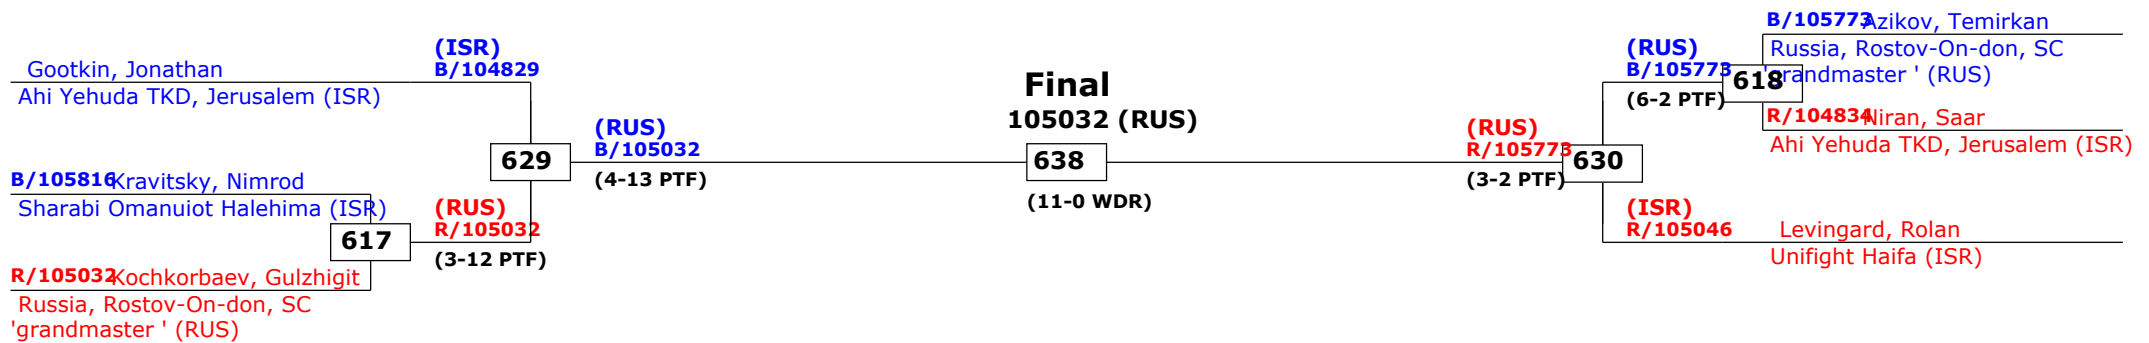 Gootkin, Jonathan
Ahi Yehuda TKD, Jerusalem (ISR)
(ISR)
B/104829
B/105816 Kravitsky, Nimrod
Sharabi Omanuiot Halehima (ISR)
617
R/105032 Kochkorbaev, Gulzhigit
Russia, Rostov-On-don, SC
'grandmaster ' (RUS)
(RUS)
R/105032
(3-12 PTF)
629
(RUS)
B/105032
(4-13 PTF)
Final
105032 (RUS)
638
(11-0 WDR)
(RUS)
R/105773
(3-2 PTF)
630
(RUS)
B/105773
(6-2 PTF)
618
B/105773 Azikov, Temirkan
Russia, Rostov-On-don, SC
'grandmaster ' (RUS)
R/104834 Niran, Saar
Ahi Yehuda TKD, Jerusalem (ISR)
(ISR)
R/105046
Levingard, Rolan
Unifight Haifa (ISR)